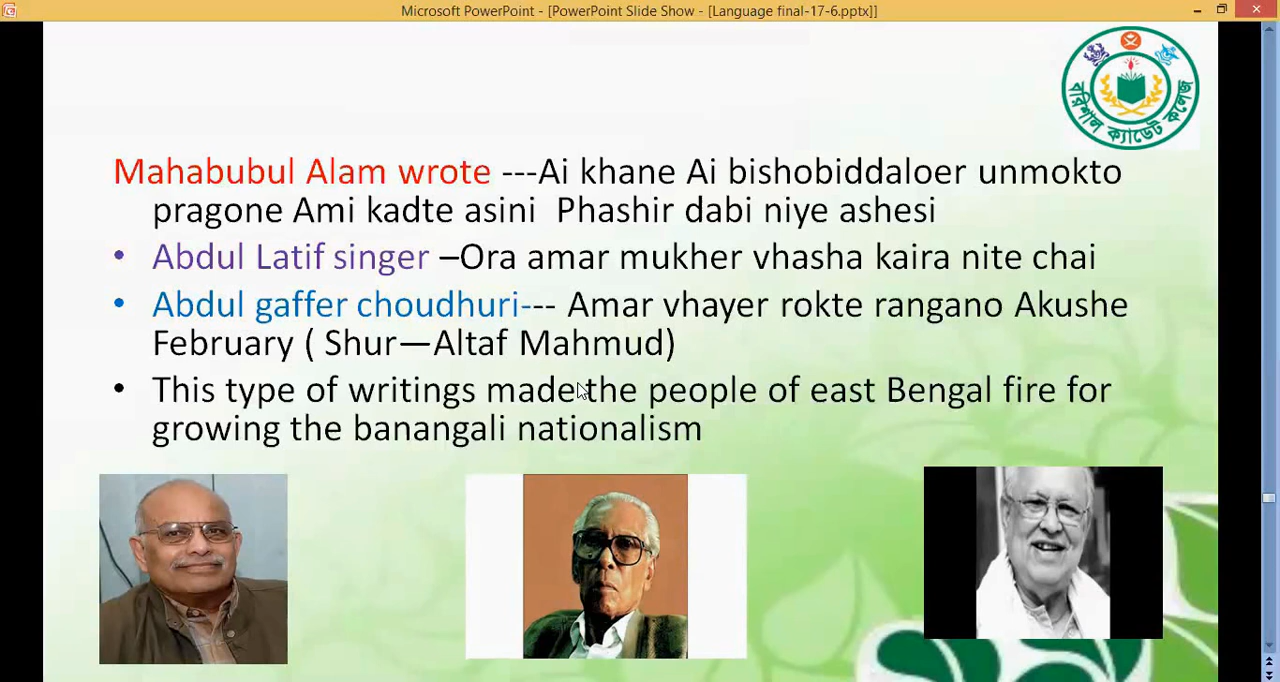 Microsoft PowerPoint - [PowerPoint Slide Show - [Language final-17-6.pptx]]
বরিশাল ক্যাডেট কলেজ
Mahabubul Alam wrote ---Ai khane Ai bishobiddaloer unmokto
pragone Ami kadte asini Phashir dabi niye ashesi
• Abdul Latif singer –Ora amar mukher vhasha kaira nite chai
• Abdul gaffer choudhuri--- Amar vhayer rokte rangano Akushe
February ( Shur—Altaf Mahmud)
• This type of writings made the people of east Bengal fire for
growing the banangali nationalism